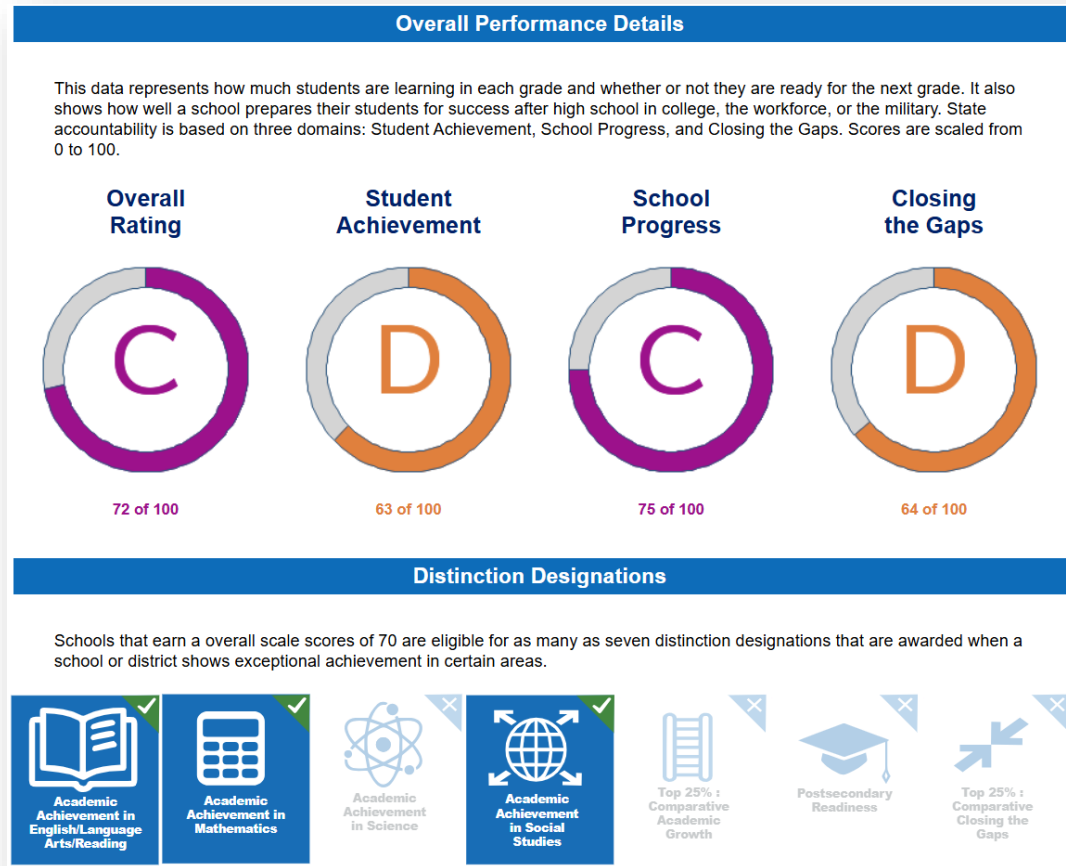 Overall Performance Details
This data represents how much students are learning in each grade and whether or not they are ready for the next grade. It also
shows how well a school prepares their students for success after high school in college, the workforce, or the military. State
accountability is based on three domains: Student Achievement, School Progress, and Closing the Gaps. Scores are scaled from
0 to 100.
Overall
Rating
C
72 of 100
Student
Achievement
D
63 of 100
School
Progress
C
75 of 100
Closing
the Gaps
D
64 of 100
Distinction Designations
Schools that earn a overall scale scores of 70 are eligible for as many as seven distinction designations that are awarded when a
school or district shows exceptional achievement in certain areas.
Academic
Achievement in
English/Language
Arts/Reading
Academic
Achievement in
Mathematics
Academic
Achievement
in Science
Academic
Achievement
in Social
Studies
Top 25% :
Comparative
Academic
Growth
Postsecondary
Readiness
Top 25% :
Comparative
Closing the
Gaps